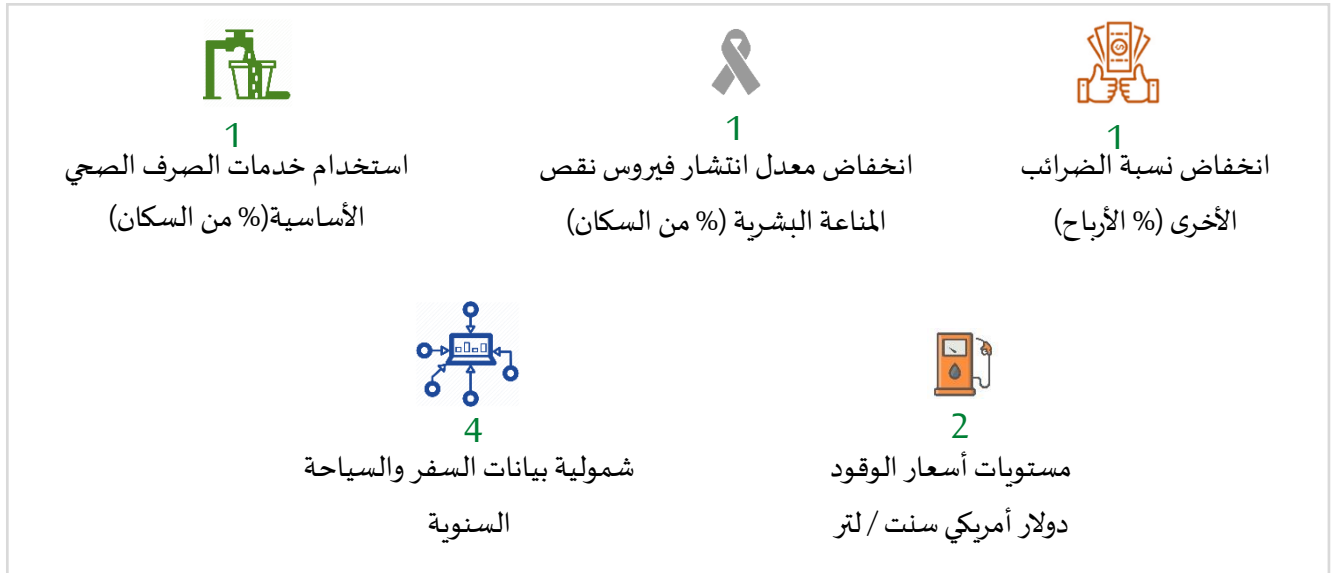 1
انخفاض نسبة الضرائب
الأخرى (% الأرباح)
1
انخفاض معدل انتشار فيروس نقص
المناعة البشرية (% من السكان)
1
استخدام خدمات الصرف الصحي
الأساسية(% من السكان)
2
مستويات أسعار الوقود
دولار أمريكي سنت / لتر
4
شمولية بيانات السفر والسياحة
السنوية